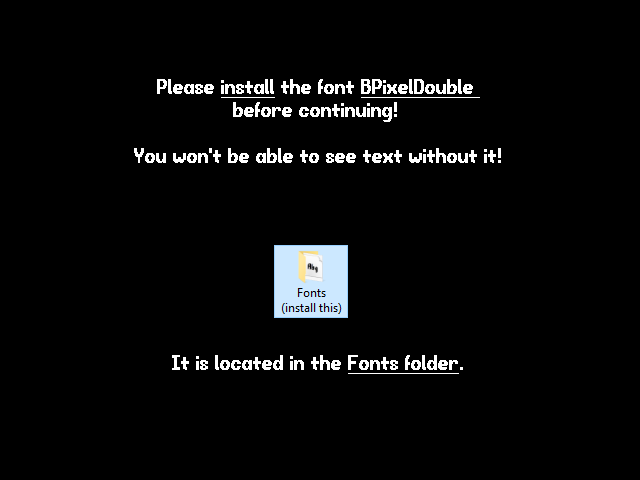 Please install the font BPixelDouble
before continuing!
You won't be able to see text without it!
Abg
Fonts
(install this)
It is located in the Fonts folder.